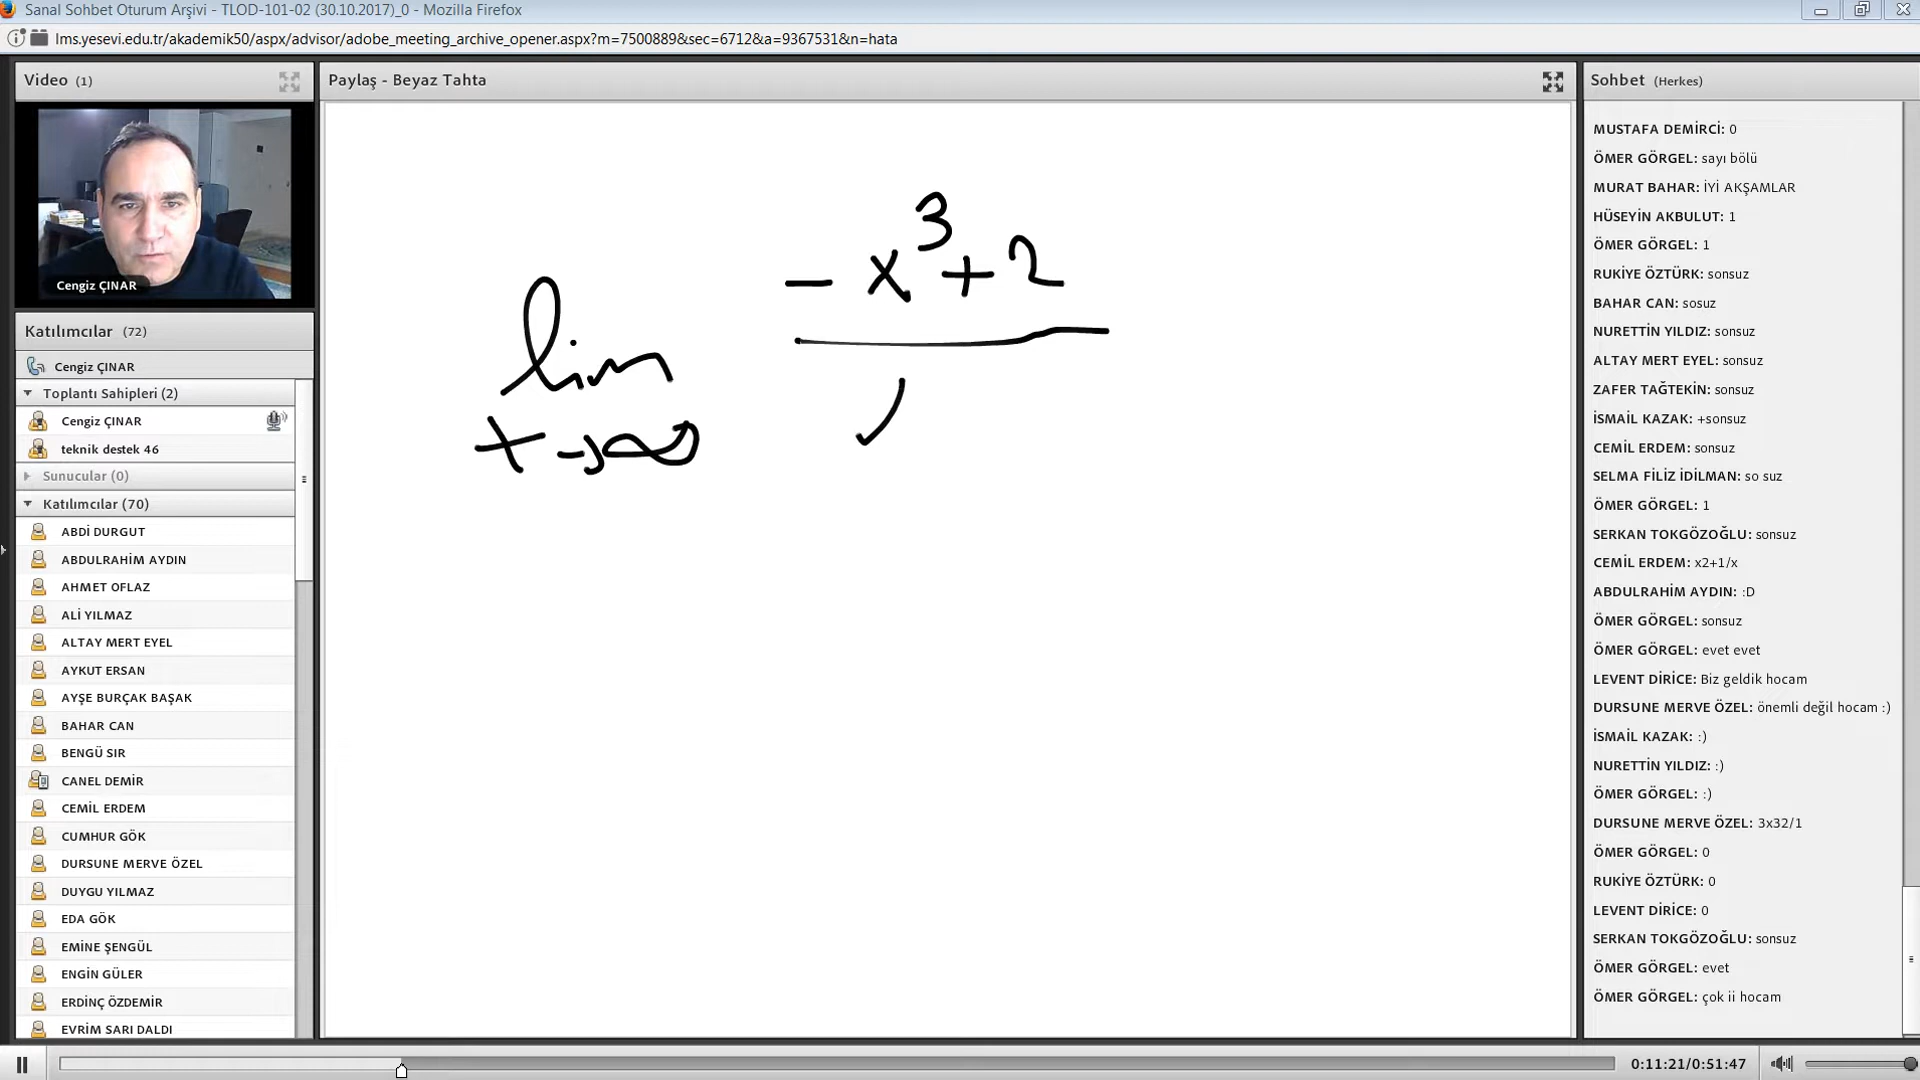 Sanal Sohbet Oturum Arşivi - TLOD-101-02 (30.10.2017)_0 - Mozilla Firefox
lms.yesevi.edu.tr/akademik50/aspx/advisor/adobe_meeting_archive_opener.aspx?m=7500889&sec=6712&a=9367531&n=hata
Video (1)
Cengiz ÇINAR
Katılımcılar (72)
Cengiz ÇINAR
Toplantı Sahipleri (2)
Cengiz ÇINAR
teknik destek 46
Sunucular (0)
Katılımcılar (70)
ABDİ DURGUT
ABDULRAHİM AYDIN
AHMET OFLAZ
ALİ YILMAZ
ALTAY MERT EYEL
AYKUT ERSAN
AYŞE BURÇAK BAŞAK
BAHAR CAN
BENGÜ SIR
CANEL DEMİR
CEMİL ERDEM
CUMHUR GÖK
DURSUNE MERVE ÖZEL
DUYGU YILMAZ
EDA GÖK
EMİNE ŞENGÜL
ENGİN GÜLER
ERDİNÇ ÖZDEMİR
EVRİM SARI DALDI
Paylaş - Beyaz Tahta
- x³+2
lim
x→∞
Sohbet (Herkes)
MUSTAFA DEMİRCİ: 0
ÖMER GÖRGEL: sayı bölü
MURAT BAHAR: İYİ AKŞAMLAR
HÜSEYİN AKBULUT: 1
ÖMER GÖRGEL: 1
RUKİYE ÖZTÜRK: sonsuz
BAHAR CAN: sosuz
NURETTİN YILDIZ: sonsuz
ALTAY MERT EYEL: sonsuz
ZAFER TAĞTEKİN: sonsuz
İSMAİL KAZAK: +sonsuz
CEMİL ERDEM: sonsuz
SELMA FİLİZ İDİLMAN: so suz
ÖMER GÖRGEL: 1
SERKAN TOKGÖZOĞLU: sonsuz
CEMİL ERDEM: x2+1/x
ABDULRAHİM AYDIN: :D
ÖMER GÖRGEL: sonsuz
ÖMER GÖRGEL: evet evet
LEVENT DİRİCE: Biz geldik hocam
DURSUNE MERVE ÖZEL: önemli değil hocam :)
İSMAİL KAZAK: :)
NURETTİN YILDIZ: :)
ÖMER GÖRGEL: :)
DURSUNE MERVE ÖZEL: 3x32/1
ÖMER GÖRGEL: 0
RUKİYE ÖZTÜRK: 0
LEVENT DİRİCE: 0
SERKAN TOKGÖZOĞLU: sonsuz
ÖMER GÖRGEL: evet
ÖMER GÖRGEL: çok ii hocam
0:11:21/0:51:47